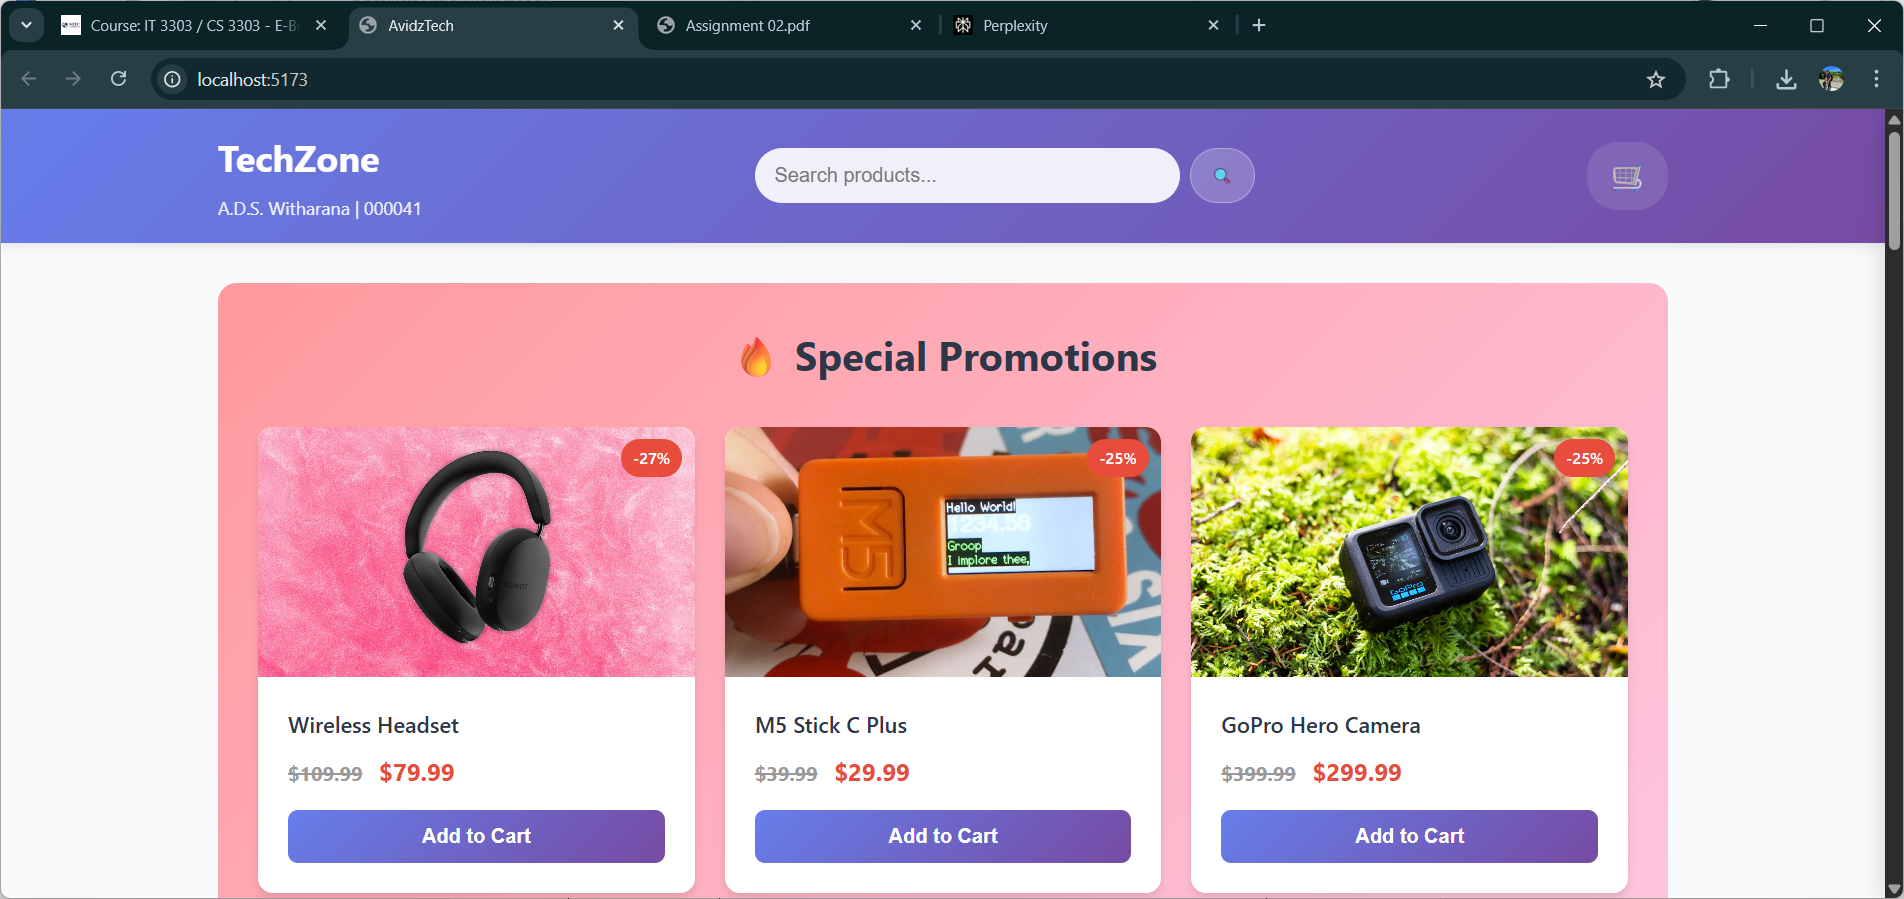 Course: IT 3303 / CS 3303 - E-B
AvidzTech
Assignment 02.pdf
Perplexity
localhost:5173
TechZone
A.D.S. Witharana | 000041
Search products...
🔥 Special Promotions
-27%
-25%
-25%
M5
Hello World!
1234.56
Groop
I implore thee,
GoPro
Wireless Headset
$109.99 $79.99
Add to Cart
M5 Stick C Plus
$39.99 $29.99
Add to Cart
GoPro Hero Camera
$399.99 $299.99
Add to Cart